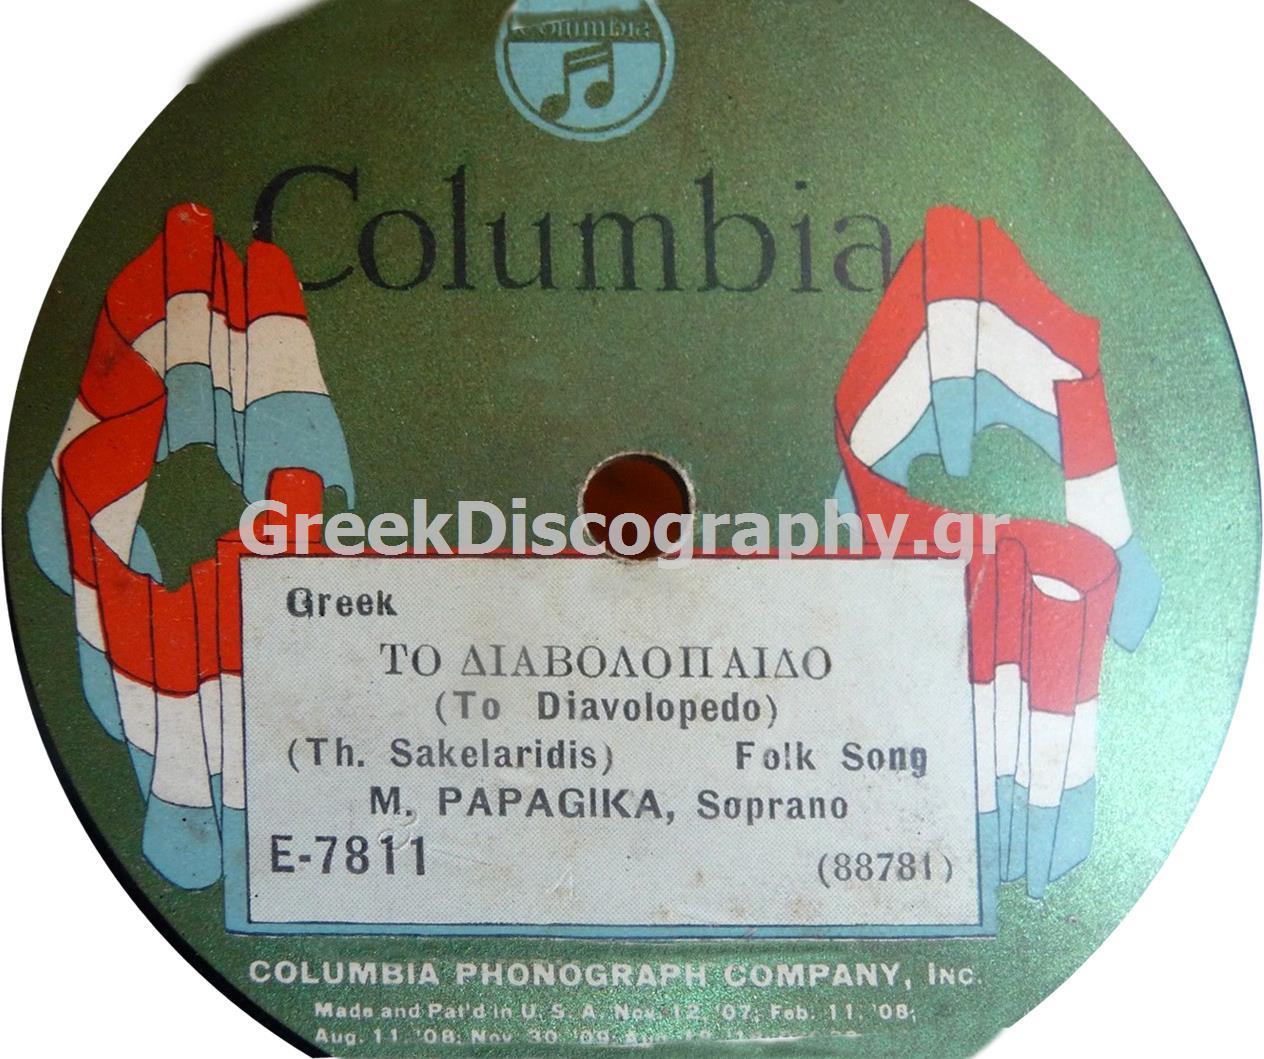 Columbia
Columbia
GreekDiscography.gr
Greek
ΤΟ ΔΙΑΒΟΛΟΠΑΙΔΟ
(To Diavolopedo)
(Th. Sakelaridis) Folk Song
M. PAPAGIKA, Soprano
E-7811 (88781)
COLUMBIA PHONOGRAPH COMPANY, INC.
Made and Pat'd in U. S. A. Nov. 12, '07; Feb. 11, '08;
Aug. 11, '08; Nov. 30, '09;